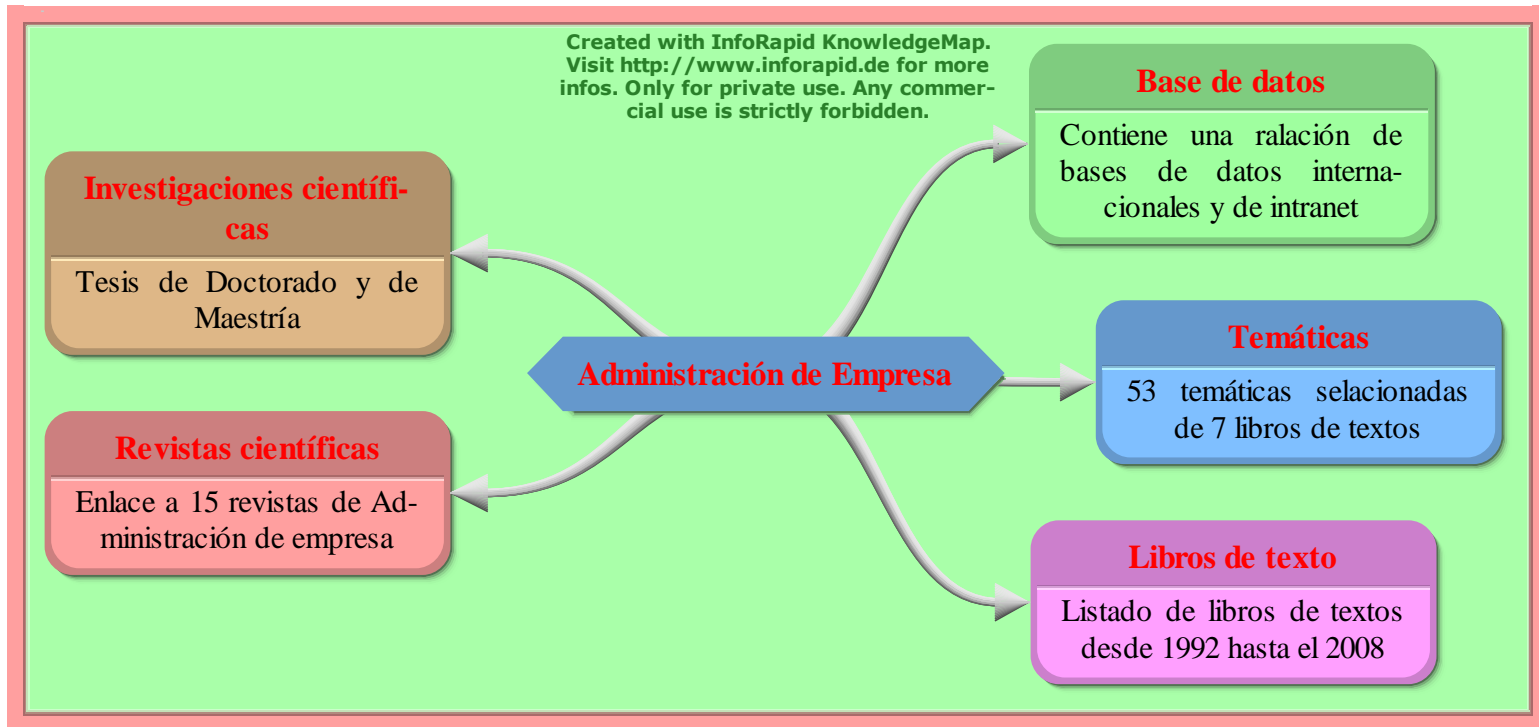 Created with InfoRapid KnowledgeMap.
Visit http://www.inforapid.de for more
infos. Only for private use. Any commer-
cial use is strictly forbidden.
Base de datos
Contiene una ralación de
bases de datos interna-
cionales y de intranet
Investigaciones científi-
cas
Tesis de Doctorado y de
Maestría
Administración de Empresa
Temáticas
53 temáticas selacionadas
de 7 libros de textos
Revistas científicas
Enlace a 15 revistas de Ad-
ministración de empresa
Libros de texto
Listado de libros de textos
desde 1992 hasta el 2008